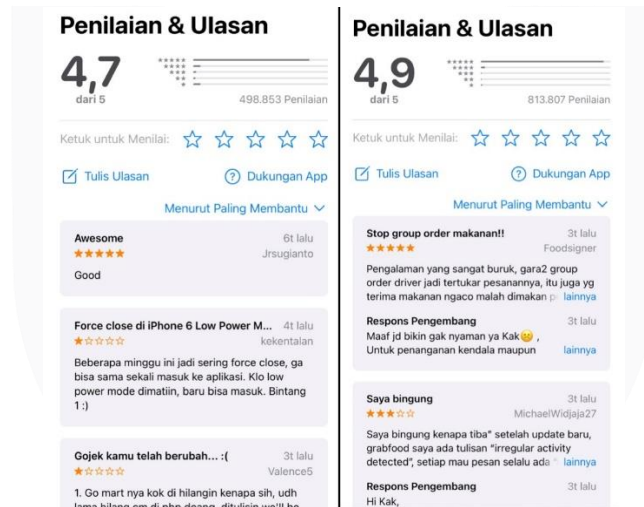 Penilaian & Ulasan
4,7
dari 5
498.853 Penilaian
Ketuk untuk Menilai:
Tulis Ulasan
Dukungan App
Menurut Paling Membantu
Awesome
6t lalu
Jrsugianto
Good
Force close di iPhone 6 Low Power M...
4t lalu
kekentalan
Beberapa minggu ini jadi sering force close, ga
bisa sama sekali masuk ke aplikasi. Klo low
power mode dimatiin, baru bisa masuk. Bintang
1 :)
Gojek kamu telah berubah... :(
3t lalu
Valence5
1. Go mart nya kok di hilangin kenapa sih, udh
Penilaian & Ulasan
4,9
dari 5
813.807 Penilaian
Ketuk untuk Menilai:
Tulis Ulasan
Dukungan App
Menurut Paling Membantu
Stop group order makanan!!
3t lalu
Foodsigner
Pengalaman yang sangat buruk, gara2 group
order driver jadi tertukar pesanannya, itu juga yg
terima makanan ngaco malah dimakan
lainnya
Respons Pengembang
3t lalu
Maaf jd bikin gak nyaman ya Kak😔 ,
Untuk penanganan kendala maupun
lainnya
Saya bingung
3t lalu
MichaelWidjaja27
Saya bingung kenapa tiba" setelah update baru,
grabfood saya ada tulisan "irregular activity
detected", setiap mau pesan selalu ada
lainnya
Respons Pengembang
3t lalu
Hi Kak,